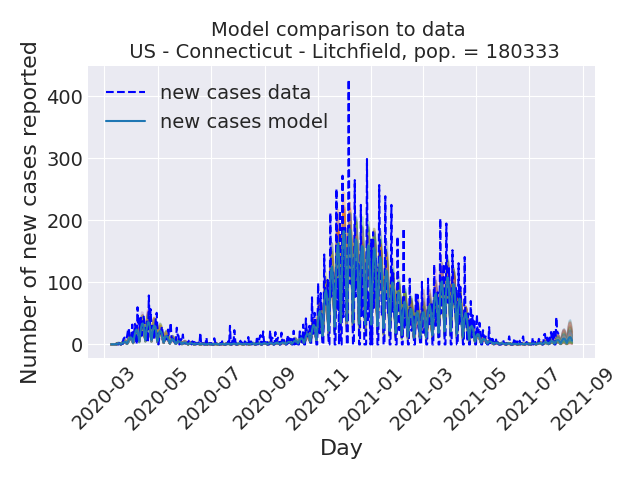 Model comparison to data
US - Connecticut - Litchfield, pop. = 180333
Number of new cases reported
400
300
200
100
0
new cases data
new cases model
2020-03
2020-05
2020-07
2020-09
2020-11
2021-01
2021-03
2021-05
2021-07
2021-09
Day